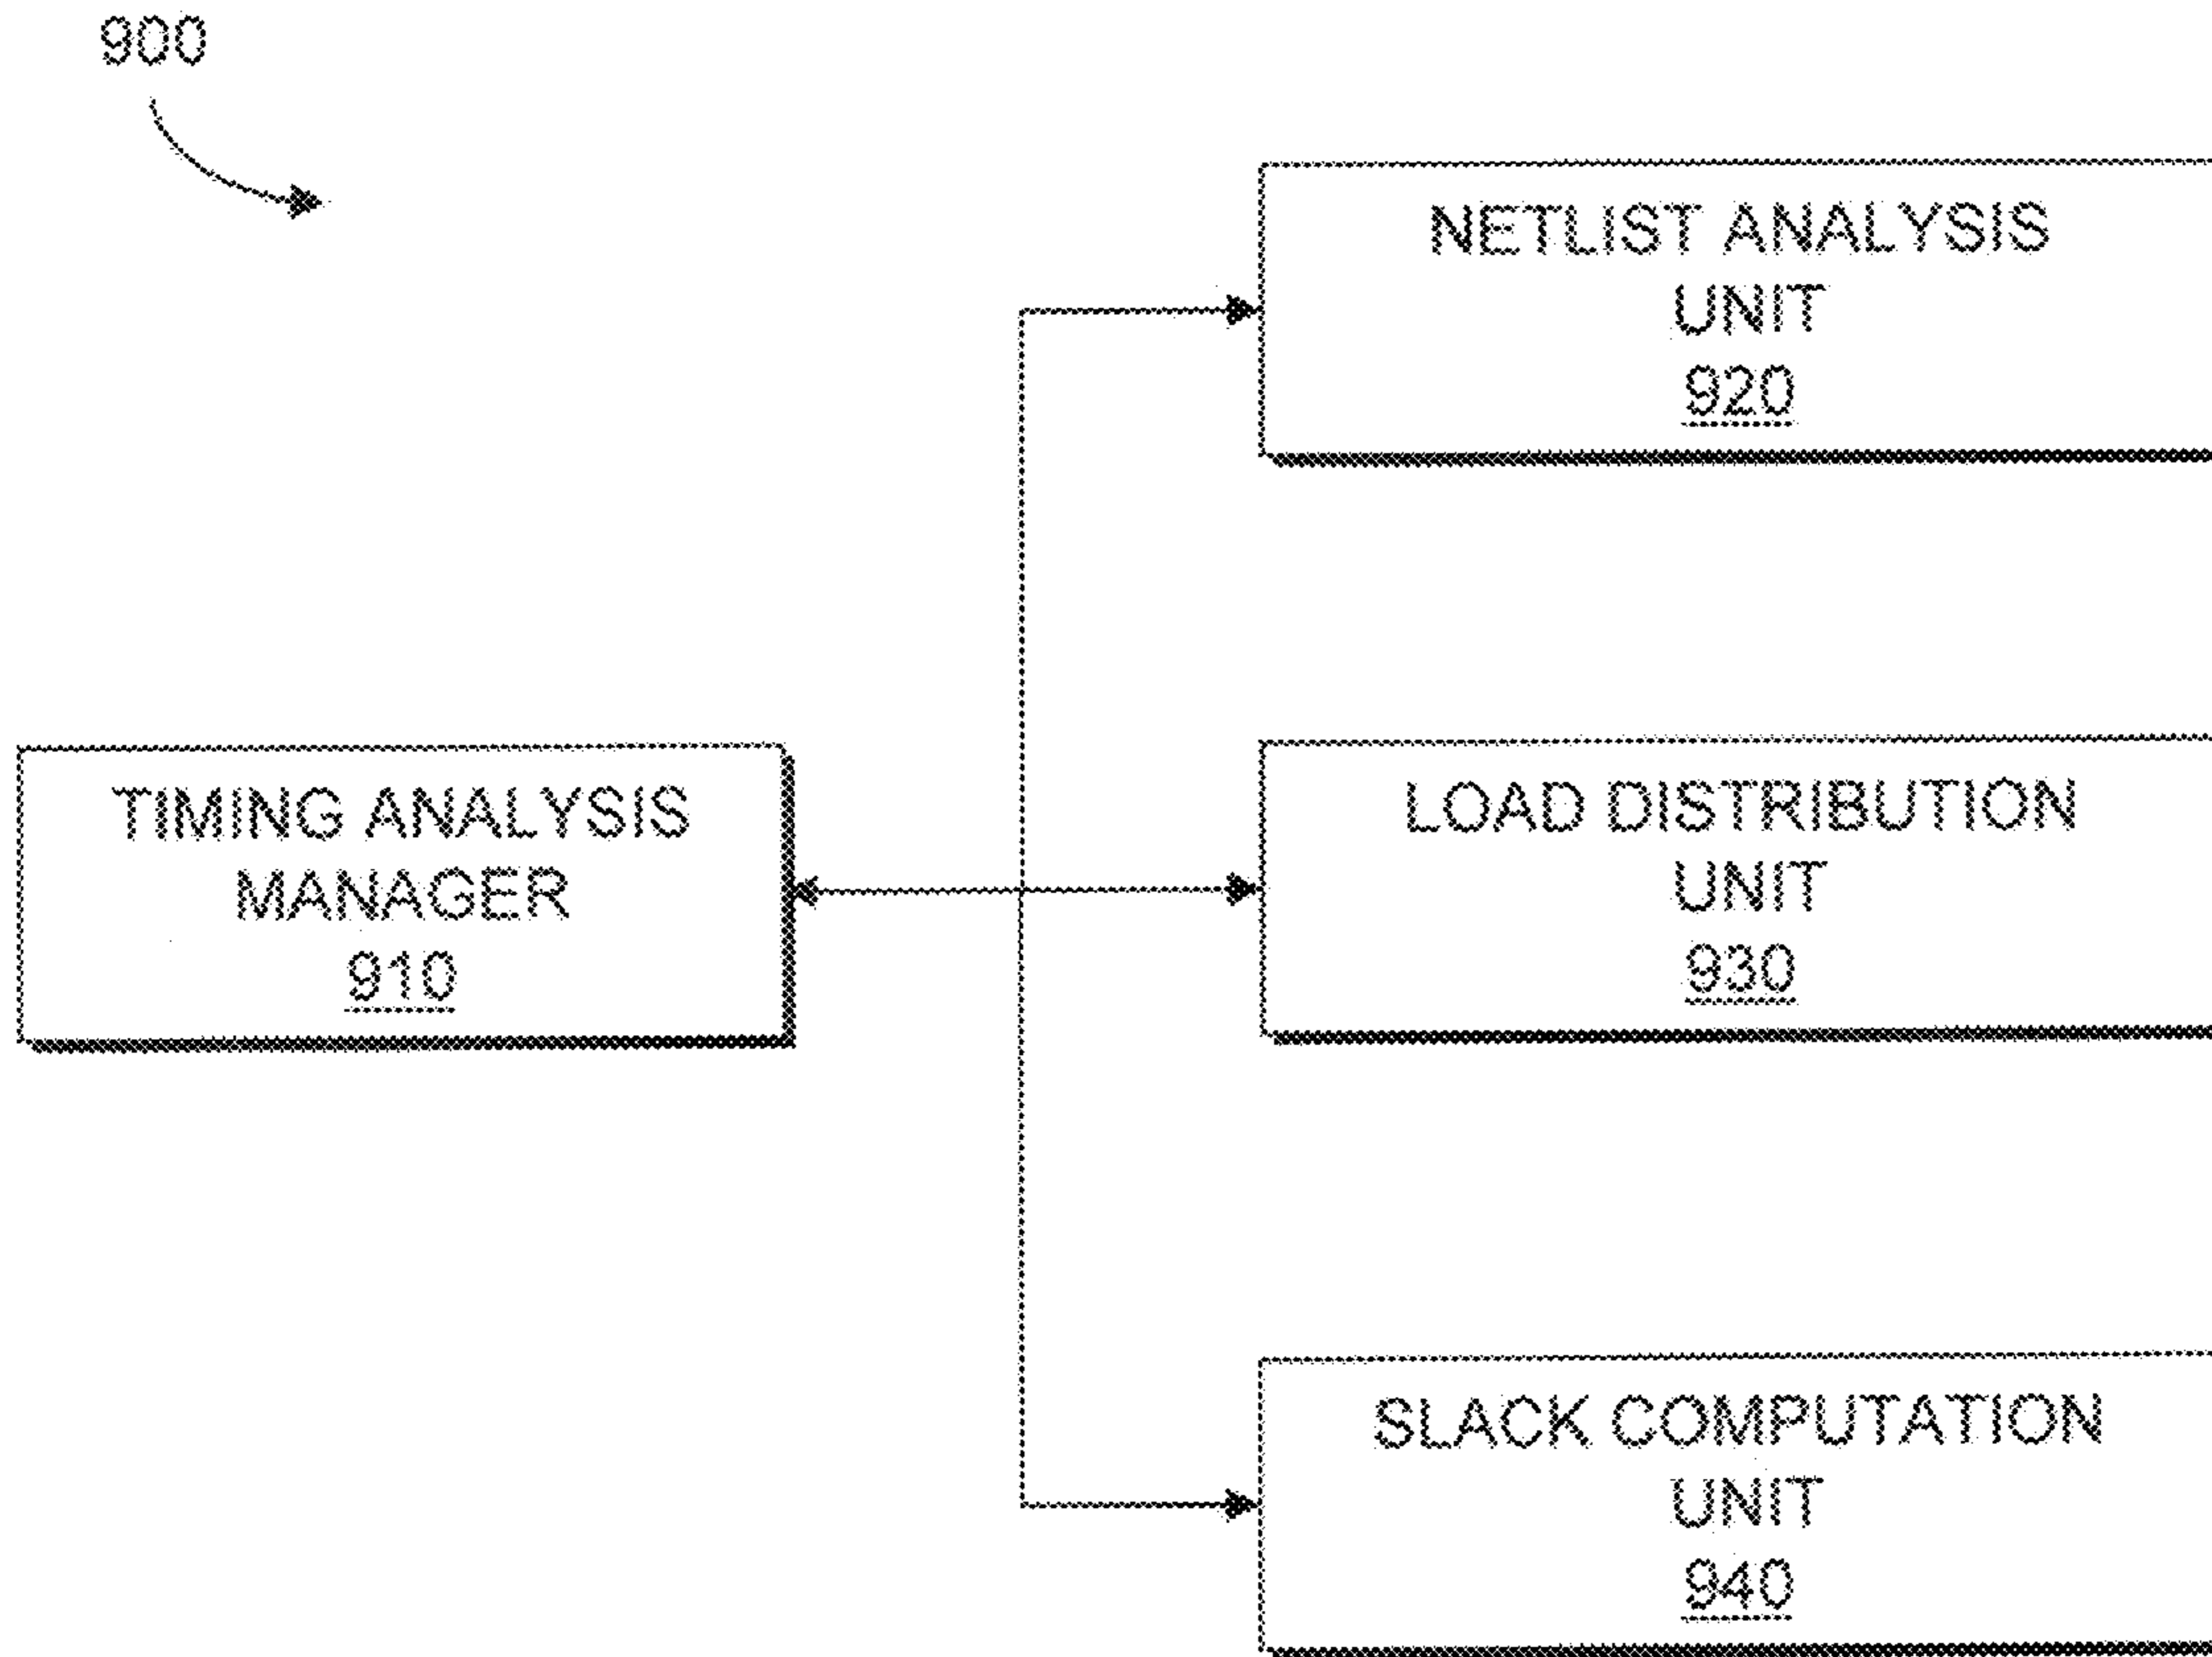 900
NETLIST ANALYSIS
UNIT
920
TIMING ANALYSIS
MANAGER
910
LOAD DISTRIBUTION
UNIT
930
SLACK COMPUTATION
UNIT
940